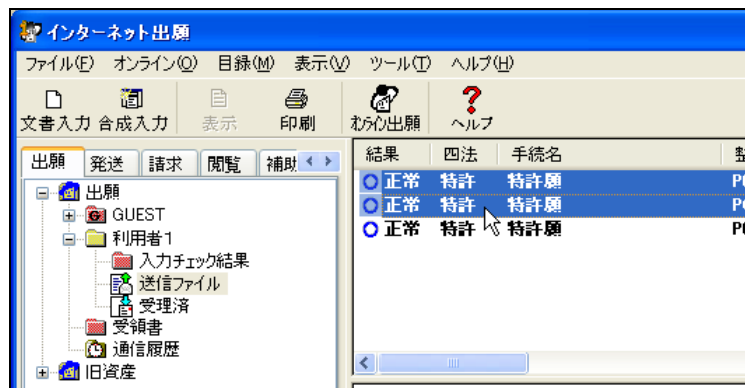 インターネット出願
ファイル(F) オンライン(O) 目録(M) 表示(V) ツール(T) ヘルプ(H)
文書入力 合成入力 表示 印刷 オンライン出願 ヘルプ
出願 発送 請求 閲覧 補助
結果 四法 手続名 整
出願
GUEST
利用者1
入力チェック結果
送信ファイル
受理済
受領書
通信履歴
旧資産
正常 特許 特許願 P
正常 特許 特許願 P
正常 特許 特許願 P